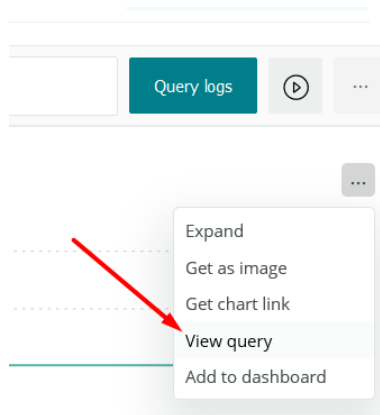 Query logs
...
...
Expand
Get as image
Get chart link
View query
Add to dashboard